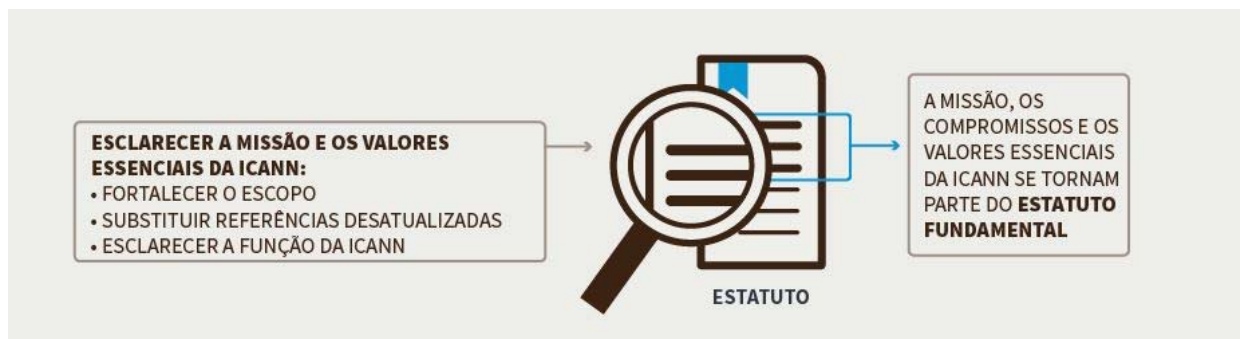 ESCLARECER A MISSÃO E OS VALORES
ESSENCIAIS DA ICANN:
• FORTALECER O ESCOPO
• SUBSTITUIR REFERÊNCIAS DESATUALIZADAS
• ESCLARECER A FUNÇÃO DA ICANN
ESTATUTO
A MISSÃO, OS
COMPROMISSOS E OS
VALORES ESSENCIAIS
DA ICANN SE TORNAM
PARTE DO ESTATUTO
FUNDAMENTAL